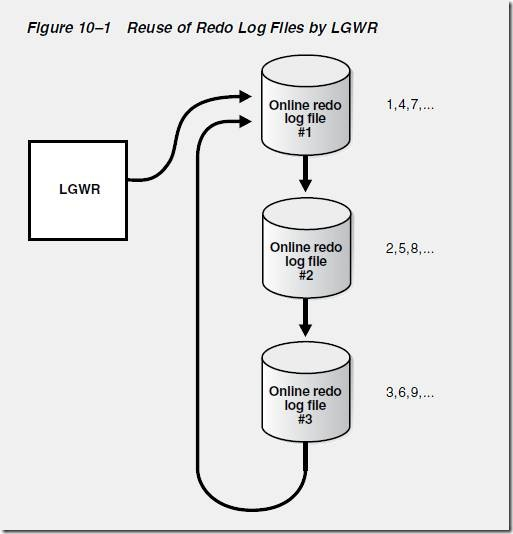 Figure 10–1 Reuse of Redo Log Files by LGWR
Online redo
log file
#1
1,4,7,...
LGWR
Online redo
log file
#2
2,5,8,...
Online redo
log file
#3
3,6,9,...